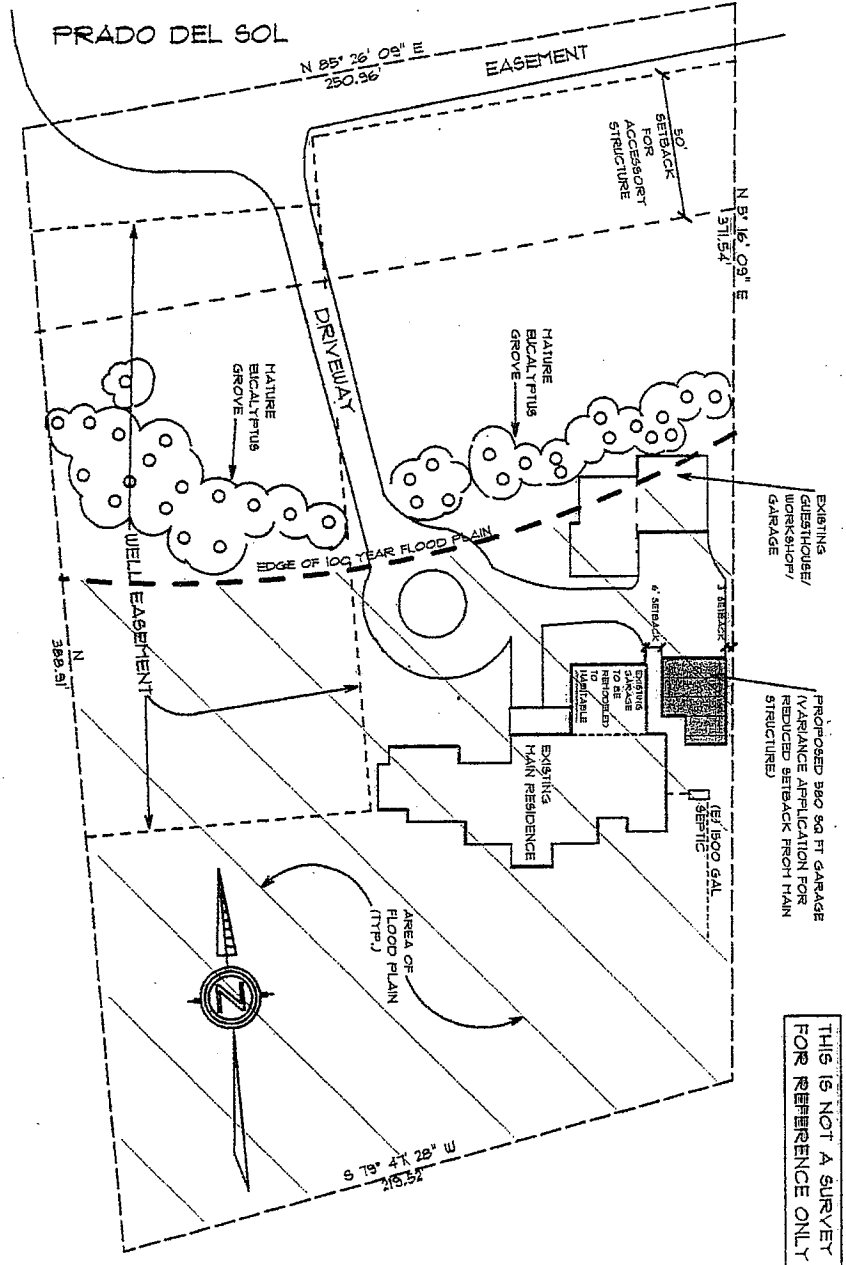 PRADO DEL SOL
N 85° 26' 09" E
250.96'
EASEMENT
50'
SETBACK
FOR
ACCESSORY
STRUCTURE
N 5° 16' 09" E
371.54'
DRIVEWAY
MATURE
EUCALYPTUS
GROVE
MATURE
EUCALYPTUS
GROVE
EXISTING
GUESTHOUSE/
WORKSHOP/
GARAGE
EDGE OF 100 YEAR FLOOD PLAIN
WELL EASEMENT
N
388.91'
6' SETBACK
3' SETBACK
PROPOSED 580 SQ FT GARAGE
(VARIANCE APPLICATION FOR
REDUCED SETBACK FROM MAIN
STRUCTURE)
EXISTING
GARAGE
TO BE
REMODELED
TO
HABITABLE
EXISTING
MAIN RESIDENCE
(E) 1500 GAL
SEPTIC
AREA OF
FLOOD PLAIN
(TYP.)
N
S 79° 47' 28" W
219.52'
THIS IS NOT A SURVEY
FOR REFERENCE ONLY